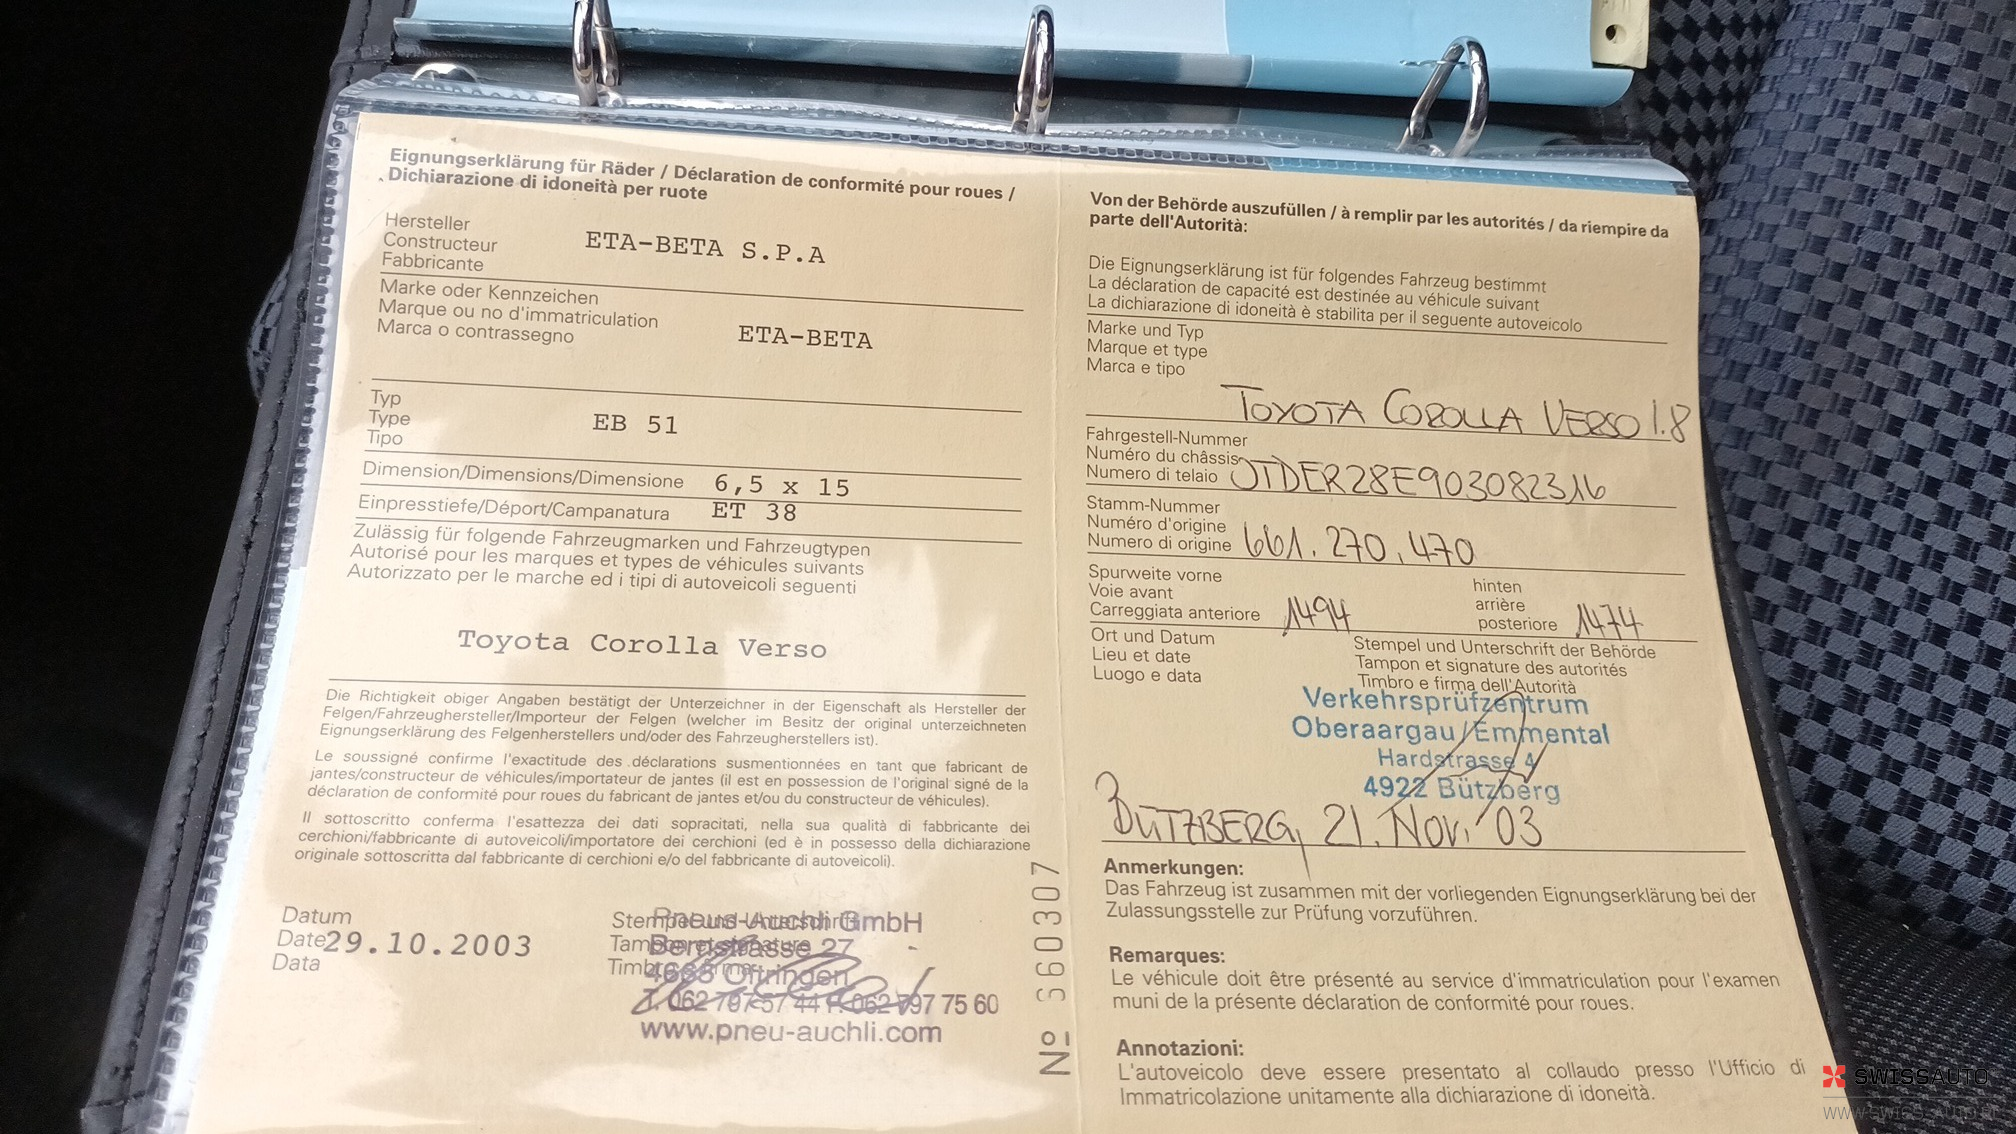 Eignungserklärung für Räder / Déclaration de conformité pour roues /
Dichiarazione di idoneità per ruote
Hersteller
Constructeur
Fabbricante
ETA-BETA S.P.A
Marke oder Kennzeichen
Marque ou no d'immatriculation
Marca o contrassegno
ETA-BETA
Typ
Type
Tipo
EB 51
Dimension/Dimensions/Dimensione 6,5 x 15
Einpresstiefe/Déport/Campanatura ET 38
Zulässig für folgende Fahrzeugmarken und Fahrzeugtypen
Autorisé pour les marques et types de véhicules suivants
Autorizzato per le marche ed i tipi di autoveicoli seguenti
Toyota Corolla Verso
Die Richtigkeit obiger Angaben bestätigt der Unterzeichner in der Eigenschaft als Hersteller der
Felgen/Fahrzeughersteller/Importeur der Felgen (welcher im Besitz der original unterzeichneten
Eignungserklärung des Felgenherstellers und/oder des Fahrzeugherstellers ist).
Le soussigné confirme l'exactitude des déclarations susmentionnées en tant que fabricant de
jantes/constructeur de véhicules/importateur de jantes (il est en possession de l'original signé de la
déclaration de conformité pour roues du fabricant de jantes et/ou du constructeur de véhicules).
Il sottoscritto conferma l'esattezza dei dati sopracitati, nella sua qualità di fabbricante dei
cerchioni/fabbricante di autoveicoli/importatore dei cerchioni (ed è in possesso della dichiarazione
originale sottoscritta dal fabbricante di cerchioni e/o del fabbricante di autoveicoli).
Datum
Date 29.10.2003
Data
Pneus-Auchli GmbH
Bernstrasse 27
4665 Oftringen
T. 062 797 57 44 F. 062 797 75 60
www.pneu-auchli.com
No 560307
Von der Behörde auszufüllen / à remplir par les autorités / da riempire da
parte dell'Autorità:
Die Eignungserklärung ist für folgendes Fahrzeug bestimmt
La déclaration de capacité est destinée au véhicule suivant
La dichiarazione di idoneità è stabilita per il seguente autoveicolo
Marke und Typ
Marque et type
Marca e tipo
TOYOTA COROLLA VERSO 1.8
Fahrgestell-Nummer
Numéro du châssis
Numero di telaio JTDER28E903082316
Stamm-Nummer
Numéro d'origine
Numero di origine 661.270.470
Spurweite vorne
Voie avant
Carreggiata anteriore 1494
hinten
arrière
posteriore 1474
Ort und Datum
Lieu et date
Luogo e data
Stempel und Unterschrift der Behörde
Tampon et signature des autorités
Timbro e firma dell'Autorità
Verkehrsprüfzentrum
Oberaargau/Emmental
Hardstrasse 4
4922 Bützberg
BÜTZBERG, 21. Nov. '03
Anmerkungen:
Das Fahrzeug ist zusammen mit der vorliegenden Eignungserklärung bei der
Zulassungsstelle zur Prüfung vorzuführen.
Remarques:
Le véhicule doit être présenté au service d'immatriculation pour l'examen
muni de la présente déclaration de conformité pour roues.
Annotazioni:
L'autoveicolo deve essere presentato al collaudo presso l'Ufficio di
Immatricolazione unitamente alla dichiarazione di idoneità.
SWISSAUTO